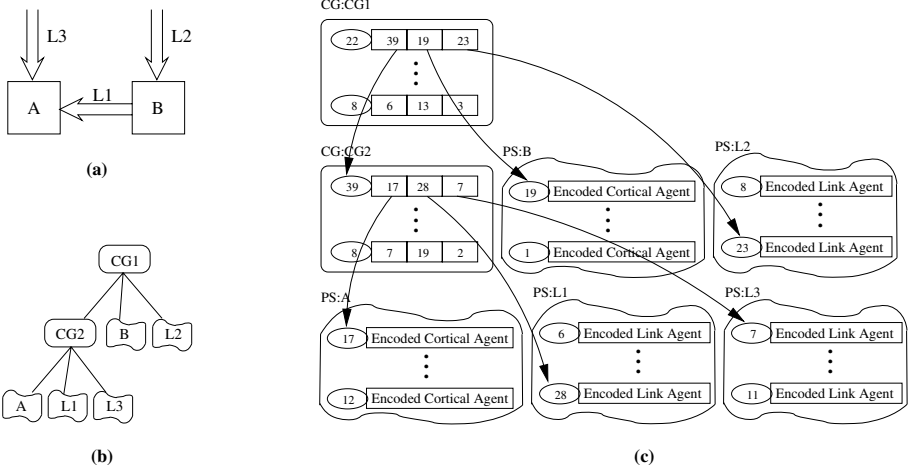 L3
L2
A
L1
B
(a)
CG1
CG2
B
L2
A
L1
L3
(b)
CG:CG1
22 39 19 23
8 6 13 3
CG:CG2
39 17 28 7
8 7 19 2
PS:B
19 Encoded Cortical Agent
1 Encoded Cortical Agent
PS:L2
8 Encoded Link Agent
23 Encoded Link Agent
PS:A
17 Encoded Cortical Agent
12 Encoded Cortical Agent
PS:L1
6 Encoded Link Agent
28 Encoded Link Agent
PS:L3
7 Encoded Link Agent
11 Encoded Link Agent
(c)